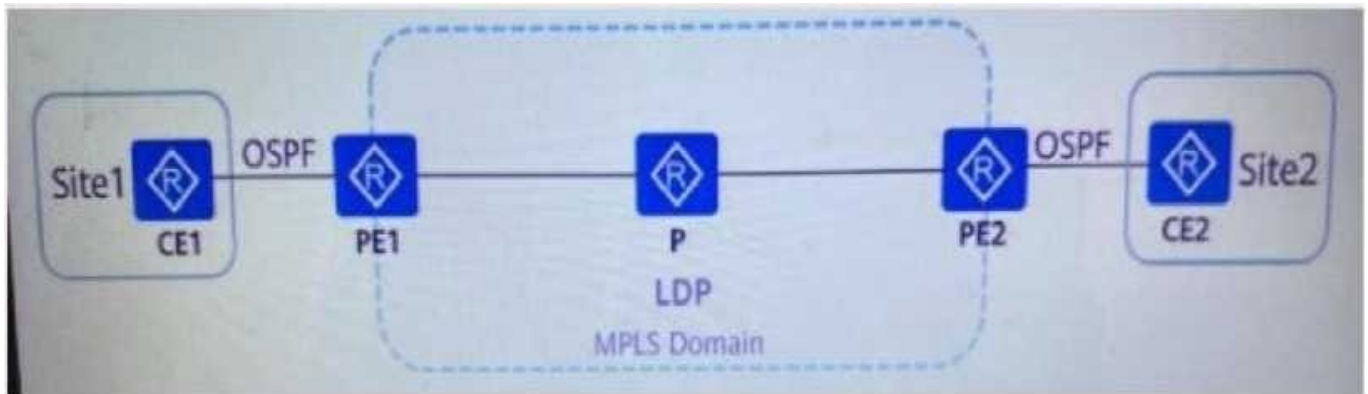 Site1
OSPF
OSPF
Site2
R
R
R
R
R
CE1
PE1
P
PE2
CE2
LDP
MPLS Domain